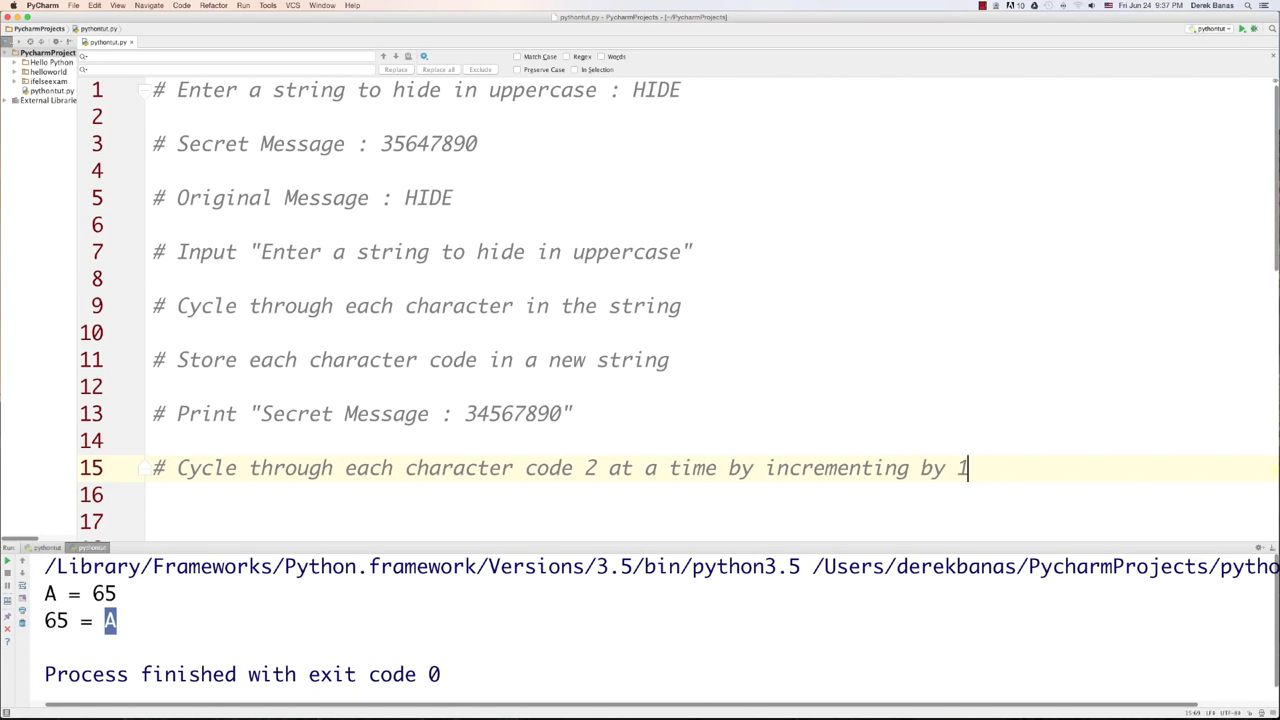 PyCharm File Edit View Navigate Code Refactor Run Tools VCS Window Help Fri Jun 24 9:37 PM Derek Banas
pythontut.py - PycharmProjects - [~/PycharmProjects]
PycharmProjects pythontut.py pythontut
pythontut.py
PycharmProject
Hello Python
helloworld
ifelseexam
pythontut.py
External Librarie
Match Case Regex Words
Replace Replace all Exclude Preserve Case In Selection
1 # Enter a string to hide in uppercase : HIDE
2
3 # Secret Message : 35647890
4
5 # Original Message : HIDE
6
7 # Input "Enter a string to hide in uppercase"
8
9 # Cycle through each character in the string
10
11 # Store each character code in a new string
12
13 # Print "Secret Message : 34567890"
14
15 # Cycle through each character code 2 at a time by incrementing by 1
16
17
Run: pythontut pythontut
/Library/Frameworks/Python.framework/Versions/3.5/bin/python3.5 /Users/derekbanas/PycharmProjects/pytho
A = 65
65 = A
Process finished with exit code 0
15:69 LF÷ UTF-8÷